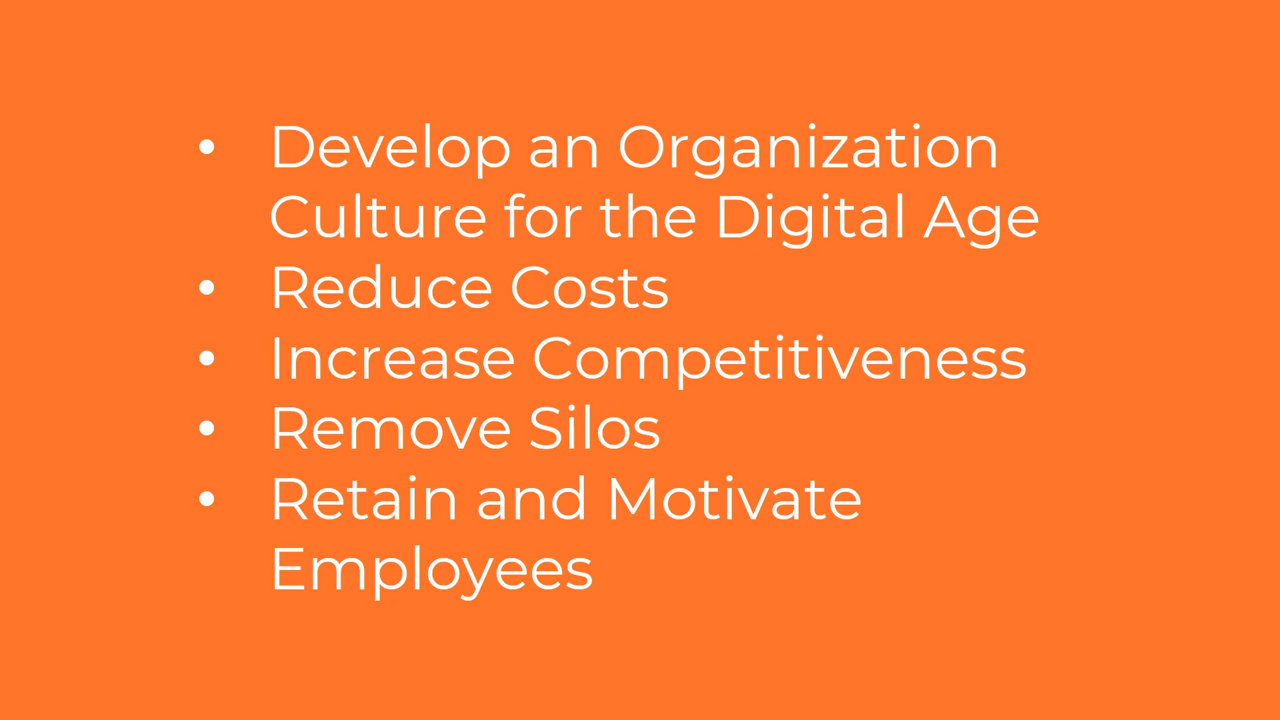 • Develop an Organization
Culture for the Digital Age
• Reduce Costs
• Increase Competitiveness
• Remove Silos
• Retain and Motivate
Employees